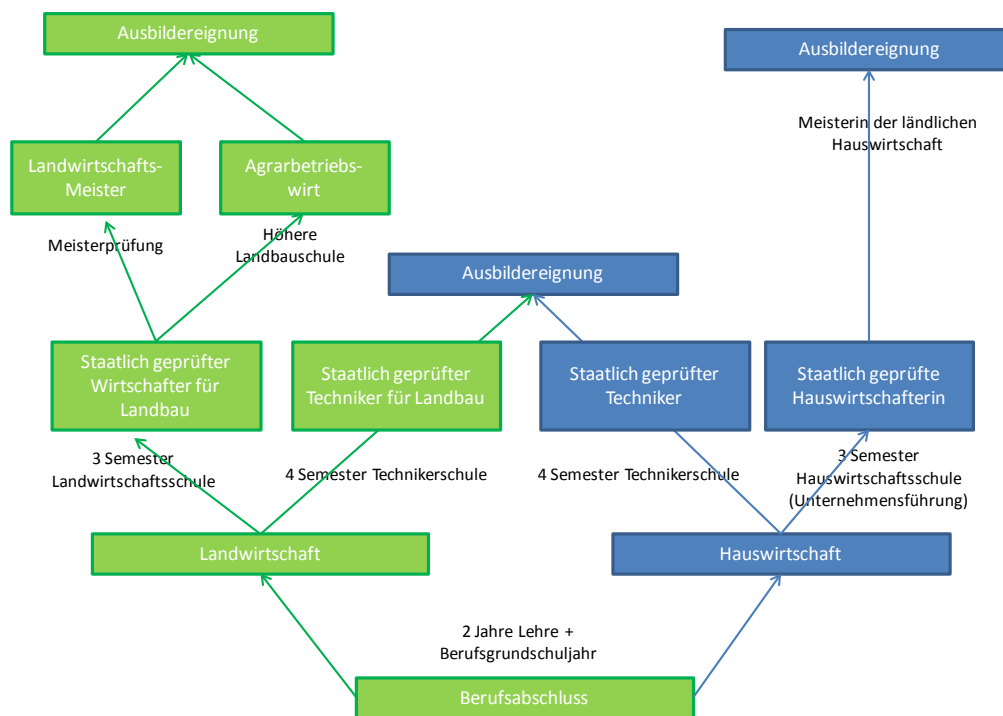 Ausbildereignung
Ausbildereignung
Meisterin der ländlichen
Hauswirtschaft
Landwirtschafts-
Meister
Agrarbetriebs-
wirt
Meisterprüfung
Höhere
Landbauschule
Ausbildereignung
Staatlich geprüfter
Wirtschafter für
Landbau
Staatlich geprüfter
Techniker für Landbau
Staatlich geprüfter
Techniker
Staatlich geprüfte
Hauswirtschafterin
3 Semester
Landwirtschaftsschule
4 Semester Technikerschule
4 Semester Technikerschule
3 Semester
Hauswirtschaftsschule
(Unternehmensführung)
Landwirtschaft
Hauswirtschaft
2 Jahre Lehre +
Berufsgrundschuljahr
Berufsabschluss